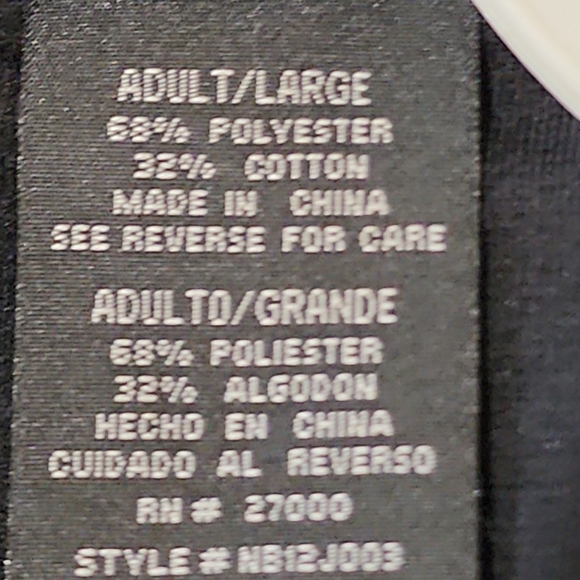 ADULT/LARGE
68% POLYESTER
32% COTTON
MADE IN CHINA
SEE REVERSE FOR CARE
ADULTO/GRANDE
68% POLIESTER
32% ALGODON
HECHO EN CHINA
CUIDADO AL REVERSO
RN# 27000
STYLE # NB12J003